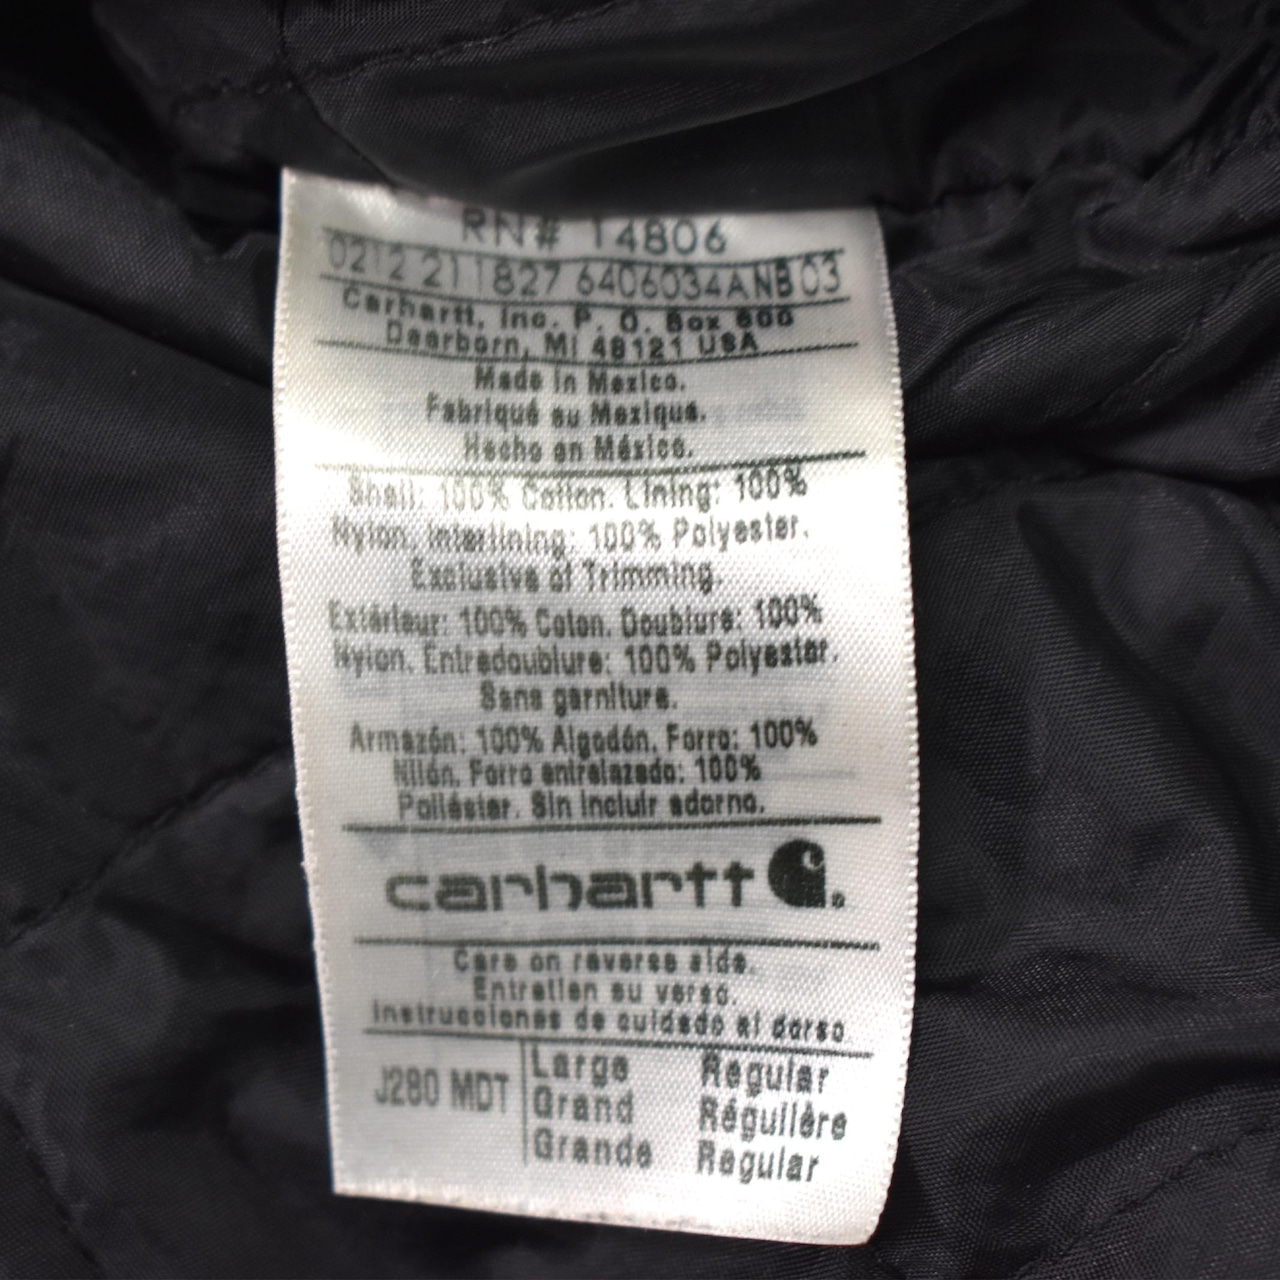 RN# 14806
0212 211827 6406034ANB 03
Carhartt, Inc. P. O. Box 600
Dearborn, MI 48121 USA
Made in Mexico.
Fabriqué au Mexique.
Hecho en México.
Shell: 100% Cotton. Lining: 100%
Nylon. Interlining: 100% Polyester.
Exclusive of Trimming.
Extérieur: 100% Coton. Doublure: 100%
Nylon. Entredoublure: 100% Polyester.
Sans garniture.
Armazón: 100% Algodón. Forro: 100%
Nilón. Forro entrelazado: 100%
Poliéster. Sin incluir adorno.
carhartt
Care on reverse side.
Entretien au verso.
Instrucciones de cuidado al dorso
J280 MDT
Large Regular
Grand Régulière
Grande Regular